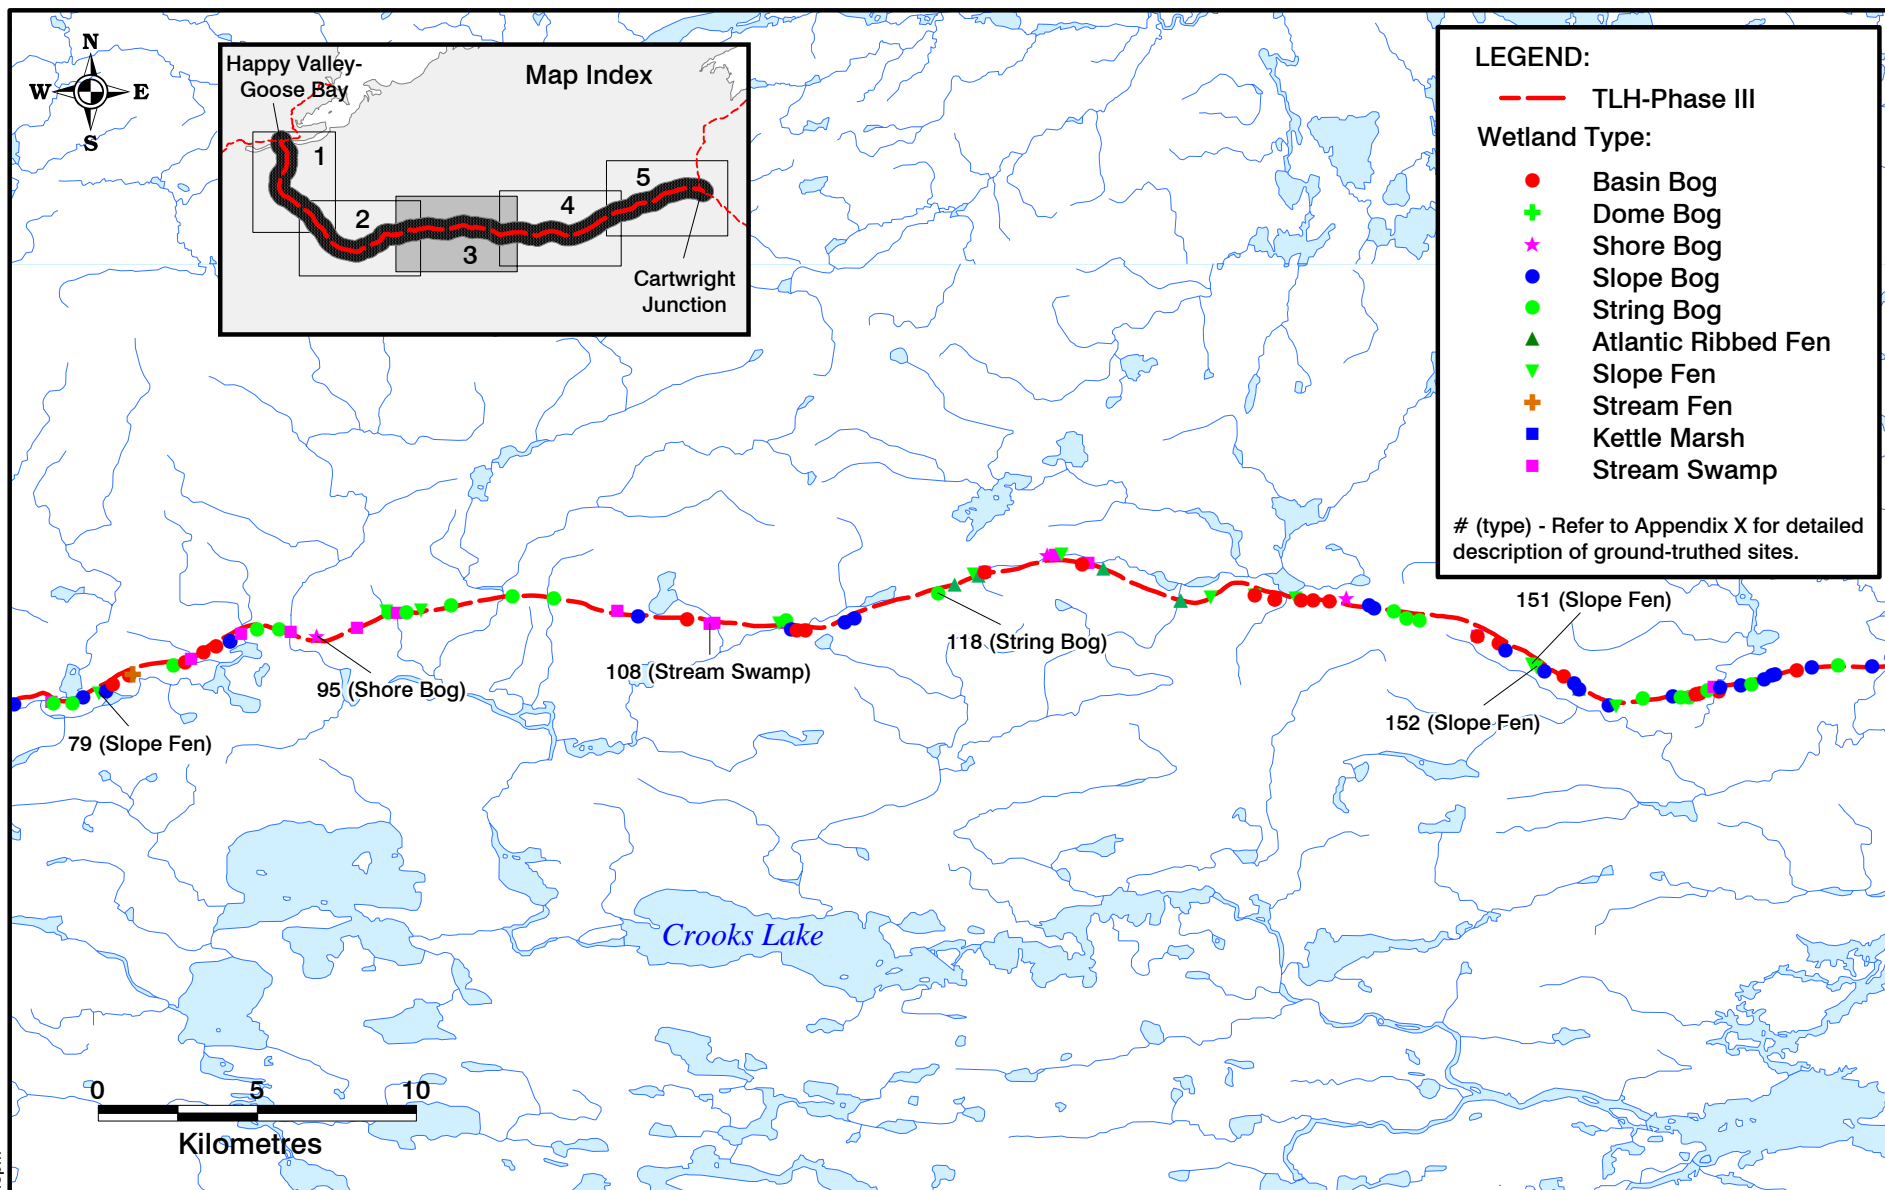 N
W E
S
Happy Valley-
Goose Bay
Map Index
1
2
3
4
5
Cartwright
Junction
LEGEND:
TLH-Phase III
Wetland Type:
Basin Bog
Dome Bog
Shore Bog
Slope Bog
String Bog
Atlantic Ribbed Fen
Slope Fen
Stream Fen
Kettle Marsh
Stream Swamp
# (type) - Refer to Appendix X for detailed
description of ground-truthed sites.
151 (Slope Fen)
118 (String Bog)
108 (Stream Swamp)
95 (Shore Bog)
152 (Slope Fen)
79 (Slope Fen)
Crooks Lake
0 5 10
Kilometres